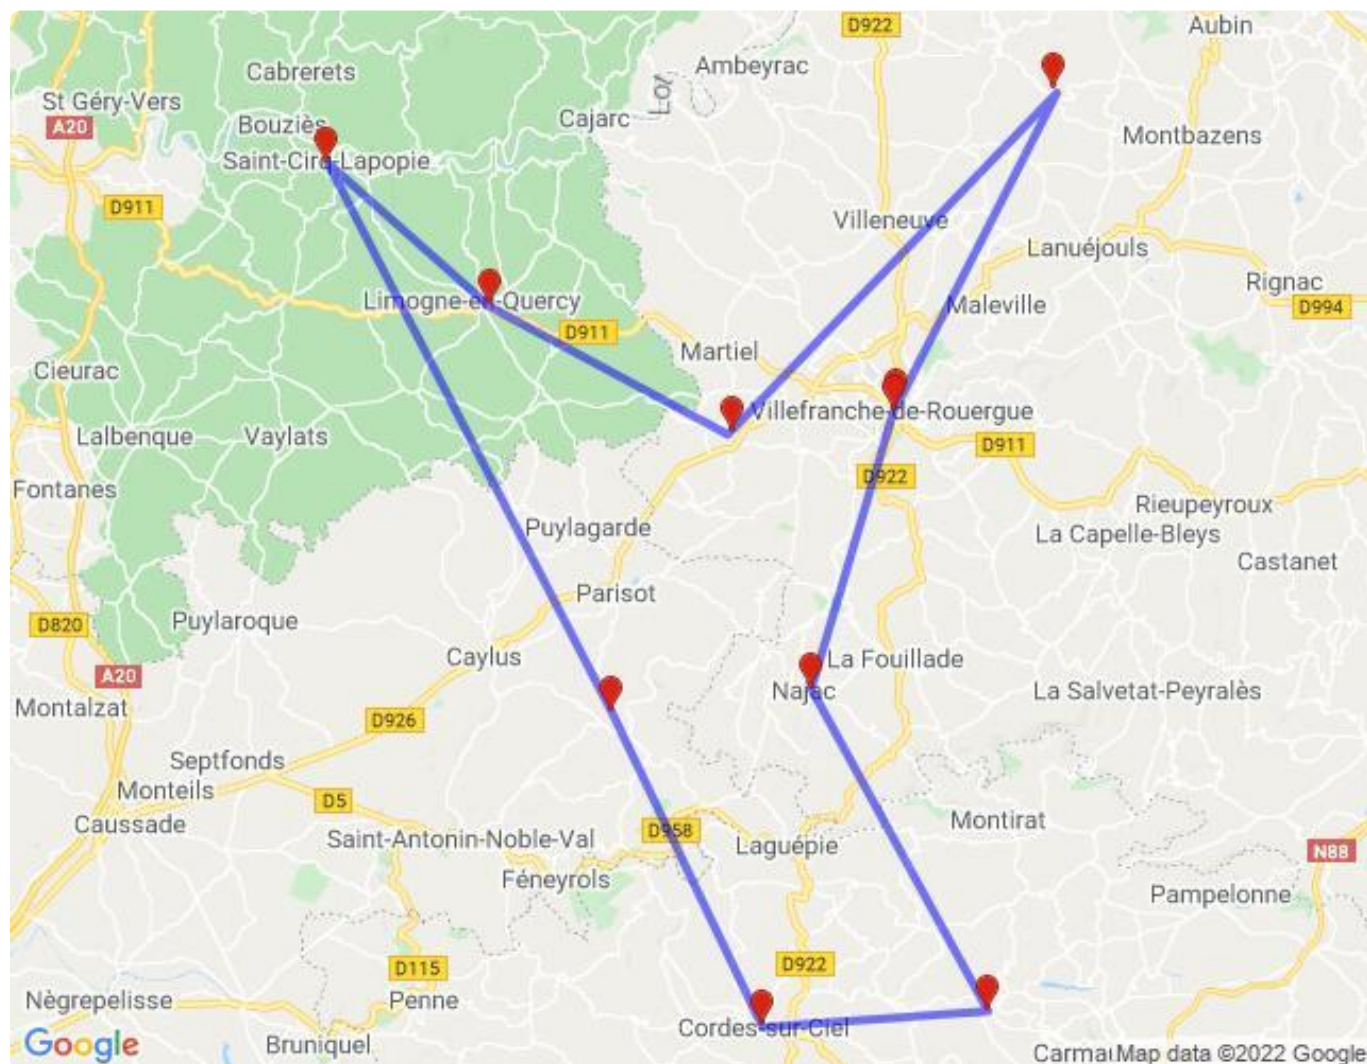 D922
Aubin
Cabrerets
Ambeyrac
Lot
St Géry-Vers
A20
Bouziès
Cajarc
Montbazens
Saint-Cirq-Lapopie
D911
Villeneuve
Lanuéjouls
Rignac
Limogne-en-Quercy
Maleville
D994
D911
Martiel
Cieurac
Villefranche-de-Rouergue
Lalbenque
Vaylats
D911
D922
Fontanes
Rieupeyroux
Puylagarde
La Capelle-Bleys
Castanet
Parisot
D820
Puylaroque
Caylus
La Fouillade
A20
Najac
La Salvetat-Peyralès
Montalzat
D926
Septfonds
Monteils
D5
Caussade
Saint-Antonin-Noble-Val
D958
Laguépie
Montirat
N88
Féneyrols
Pampelonne
D115
D922
Nègrepelisse
Penne
Cordes-sur-Ciel
Google
Bruniquel
Carmau
Map data ©2022 Google